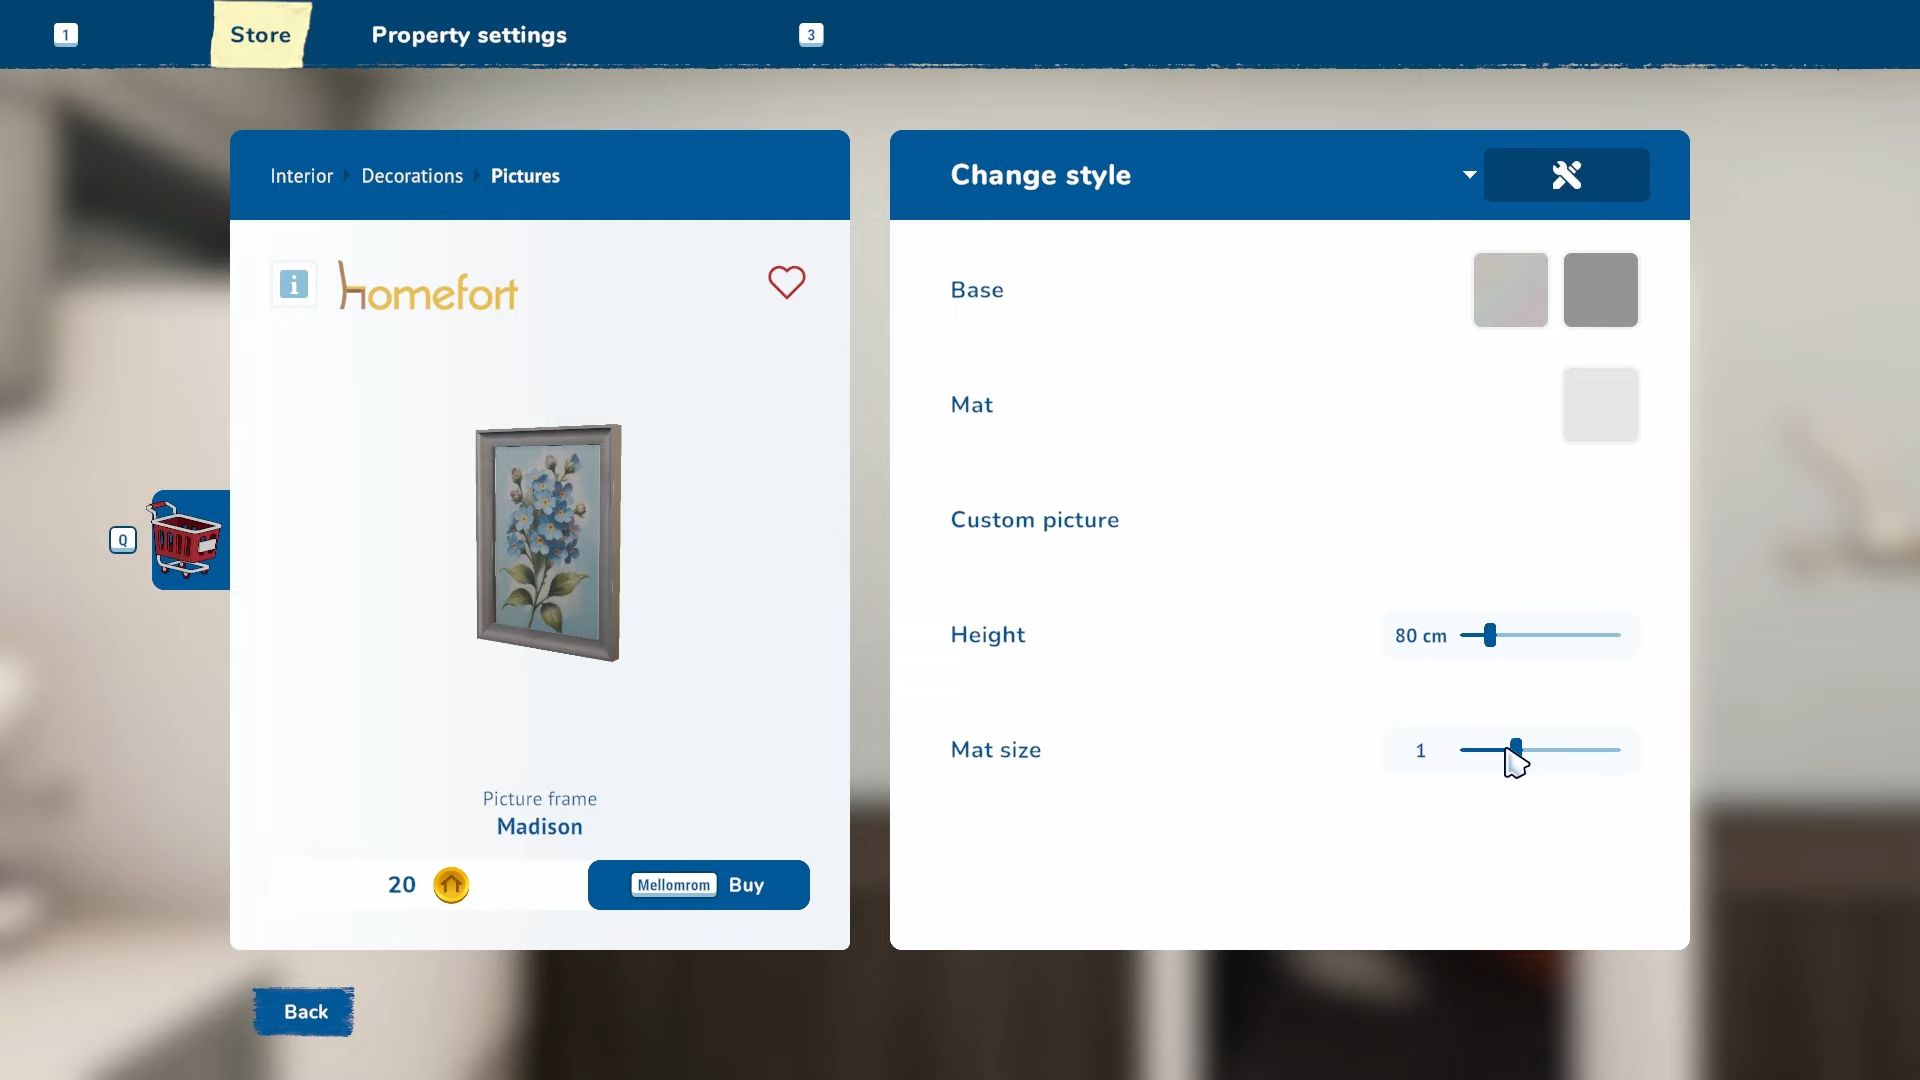 1
Store
Property settings
3
Interior
Decorations
Pictures
i
homefort
Q
Picture frame
Madison
20
Mellomrom
Buy
Back
Change style
Base
Mat
Custom picture
Height
80 cm
Mat size
1